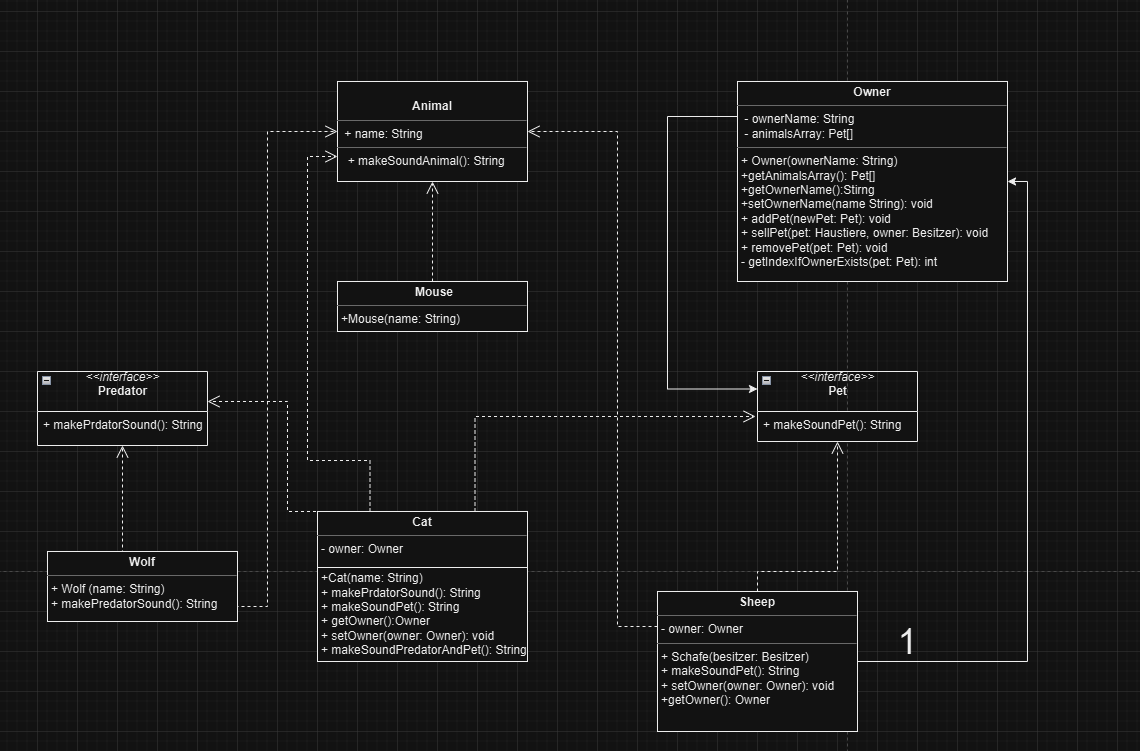 Animal
+ name: String
+ makeSoundAnimal(): String
Owner
- ownerName: String
- animalsArray: Pet[]
+ Owner(ownerName: String)
+getAnimalsArray(): Pet[]
+getOwnerName():Stirng
+setOwnerName(name String): void
+ addPet(newPet: Pet): void
+ sellPet(pet: Haustiere, owner: Besitzer): void
+ removePet(pet: Pet): void
- getIndexIfOwnerExists(pet: Pet): int
Mouse
+Mouse(name: String)
<<interface>>
Predator
+ makePrdatorSound(): String
<<interface>>
Pet
+ makeSoundPet(): String
Wolf
+ Wolf (name: String)
+ makePredatorSound(): String
Cat
- owner: Owner
+Cat(name: String)
+ makePrdatorSound(): String
+ makeSoundPet(): String
+ getOwner():Owner
+ setOwner(owner: Owner): void
+ makeSoundPredatorAndPet(): String
Sheep
- owner: Owner
+ Schafe(besitzer: Besitzer)
+ makeSoundPet(): String
+ setOwner(owner: Owner): void
+getOwner(): Owner
1